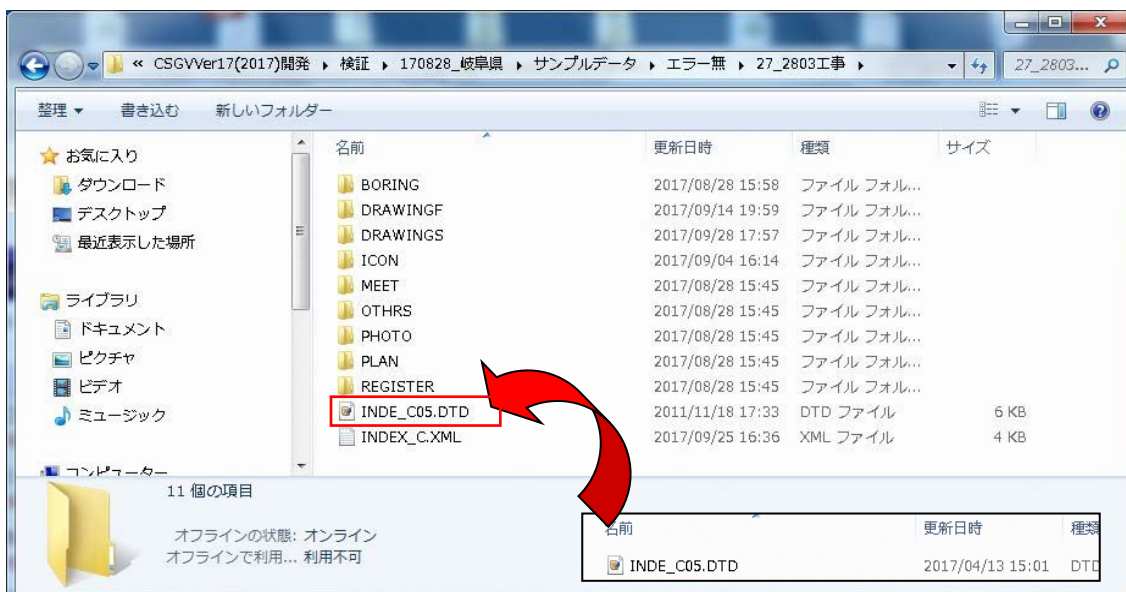 « CSGVVer17(2017)開発 ▸ 検証 ▸ 170828_岐阜県 ▸ サンプルデータ ▸ エラー無 ▸ 27_2803工事 ▸ 27_2803...
整理 ▼ 書き込む 新しいフォルダー
お気に入り
ダウンロード
デスクトップ
最近表示した場所
ライブラリ
ドキュメント
ピクチャ
ビデオ
ミュージック
コンピューター
名前 更新日時 種類 サイズ
BORING 2017/08/28 15:58 ファイル フォル...
DRAWINGF 2017/09/14 19:59 ファイル フォル...
DRAWINGS 2017/09/28 17:57 ファイル フォル...
ICON 2017/09/04 16:14 ファイル フォル...
MEET 2017/08/28 15:45 ファイル フォル...
OTHRS 2017/08/28 15:45 ファイル フォル...
PHOTO 2017/08/28 15:45 ファイル フォル...
PLAN 2017/08/28 15:45 ファイル フォル...
REGISTER 2017/08/28 15:45 ファイル フォル...
INDE_C05.DTD 2011/11/18 17:33 DTD ファイル 6 KB
INDEX_C.XML 2017/09/25 16:36 XML ファイル 4 KB
11 個の項目
オフラインの状態: オンライン
オフラインで利用... 利用不可
名前 更新日時 種類
INDE_C05.DTD 2017/04/13 15:01 DTD